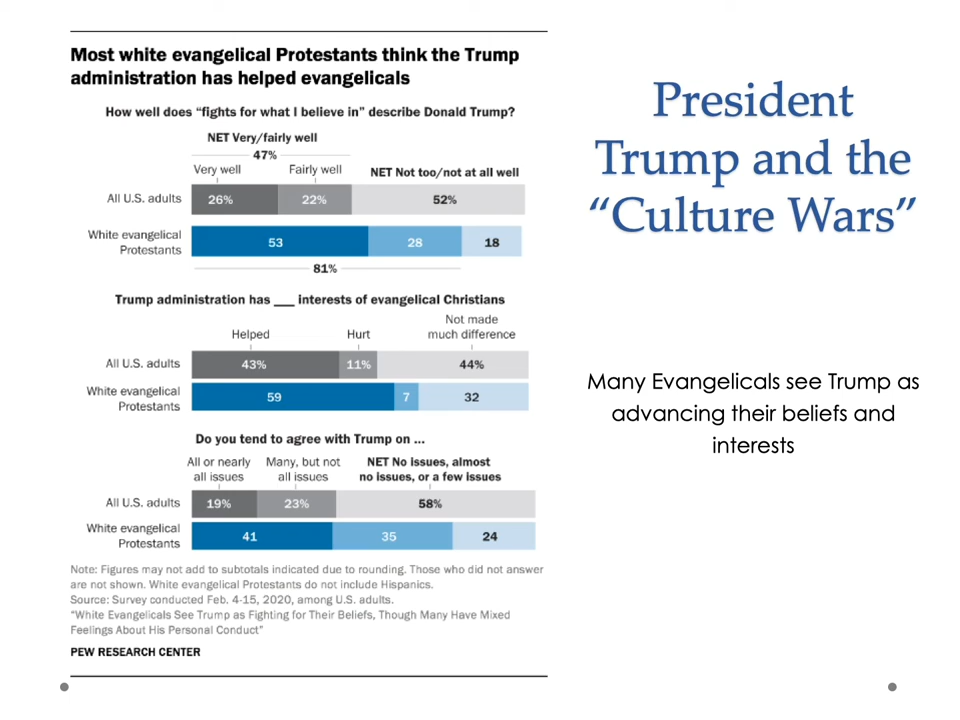 Most white evangelical Protestants think the Trump
administration has helped evangelicals
How well does “fights for what I believe in” describe Donald Trump?
NET Very/fairly well
47%
Very well Fairly well NET Not too/not at all well
All U.S. adults 26% 22% 52%
White evangelical
Protestants 53 28 18
81%
Trump administration has ___ interests of evangelical Christians
Helped Hurt Not made
much difference
All U.S. adults 43% 11% 44%
White evangelical
Protestants 59 7 32
Do you tend to agree with Trump on ...
All or nearly
all issues
Many, but not
all issues
NET No issues, almost
no issues, or a few issues
All U.S. adults 19% 23% 58%
White evangelical
Protestants 41 35 24
Note: Figures may not add to subtotals indicated due to rounding. Those who did not answer
are not shown. White evangelical Protestants do not include Hispanics.
Source: Survey conducted Feb. 4-15, 2020, among U.S. adults.
“White Evangelicals See Trump as Fighting for Their Beliefs, Though Many Have Mixed
Feelings About His Personal Conduct”
PEW RESEARCH CENTER
President
Trump and the
“Culture Wars”
Many Evangelicals see Trump as
advancing their beliefs and
interests